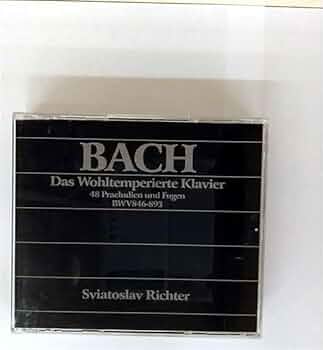 BACH
Das Wohltemperierte Klavier
48 Praeludien und Fugen
BWV846-893
Sviatoslav Richter